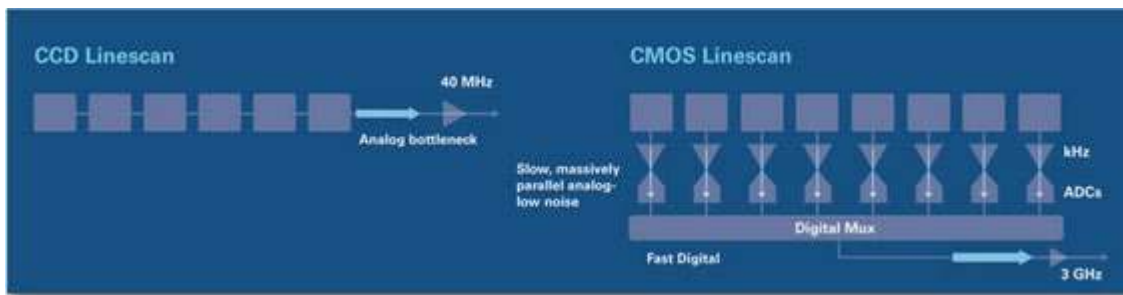 CCD Linescan
40 MHz
Analog bottleneck
CMOS Linescan
Slow, massively
parallel analog-
low noise
kHz
ADCs
Digital Mux
Fast Digital
3 GHz